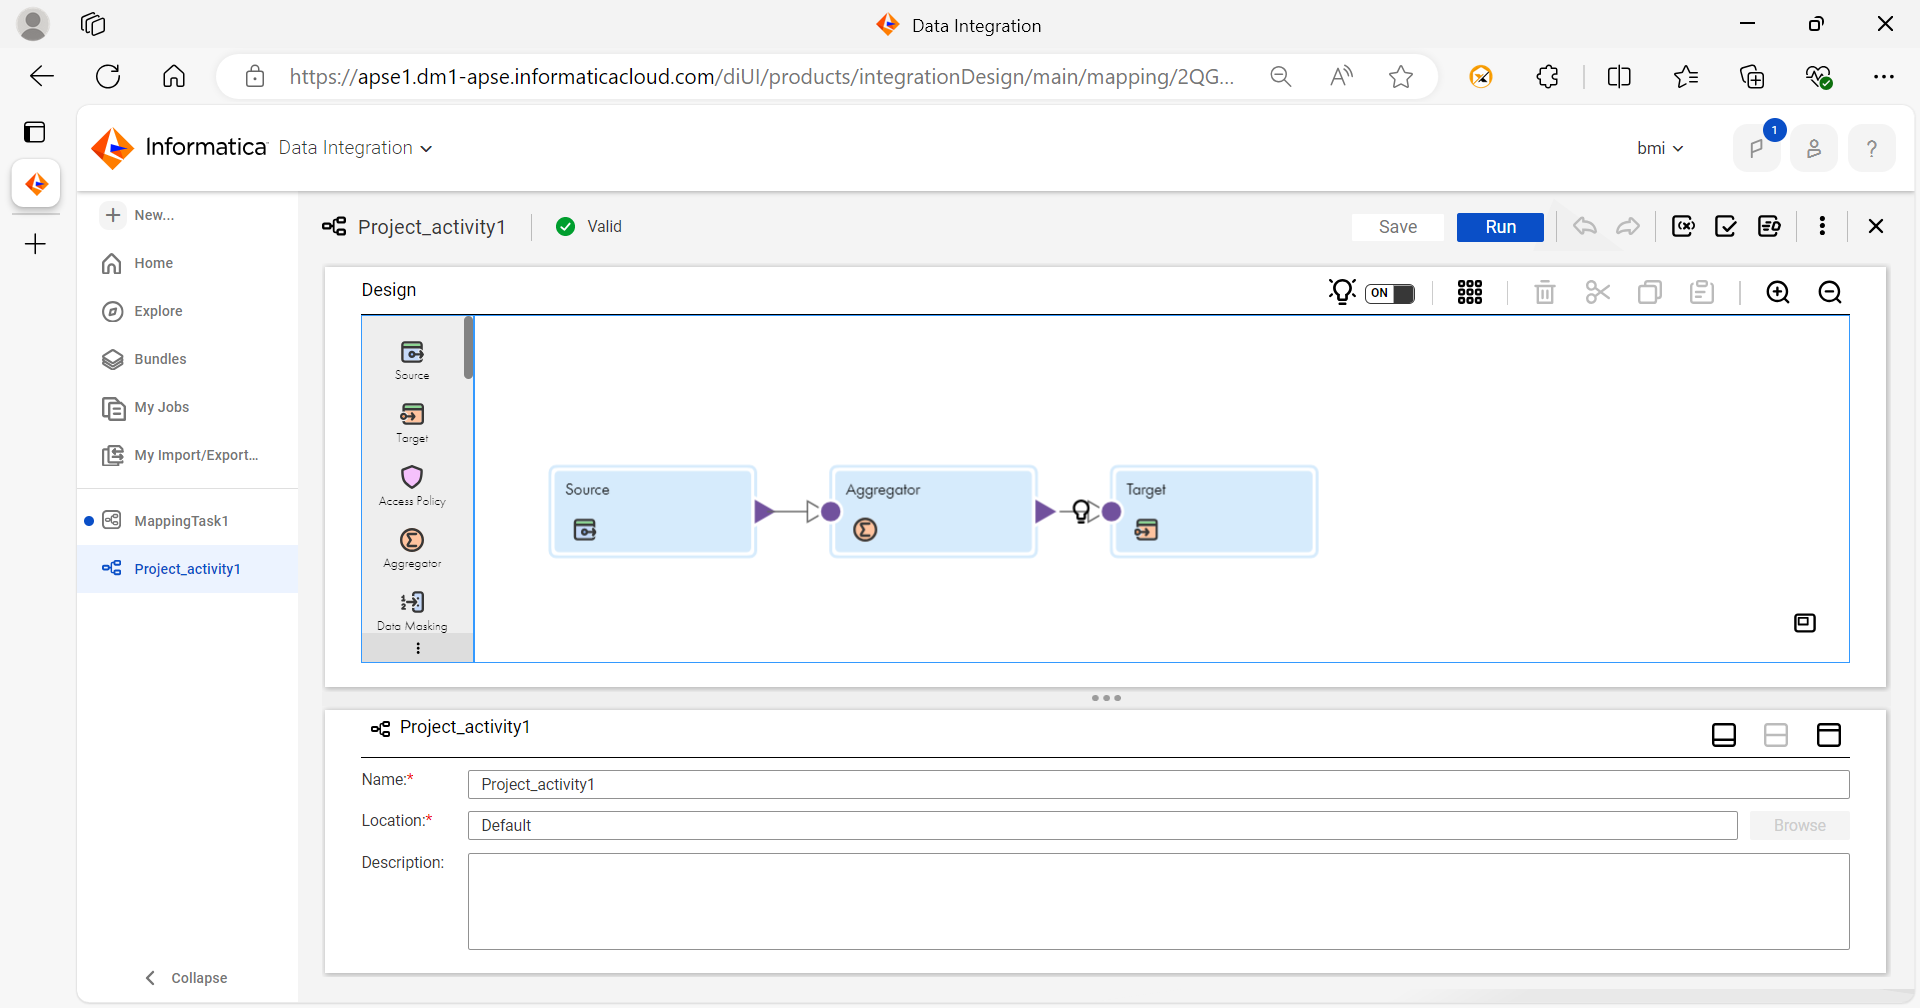 Data Integration
https://apse1.dm1-apse.informaticacloud.com/diUI/products/integrationDesign/main/mapping/2QG...
Informatica Data Integration
bmi
1
?
New...
Home
Explore
Bundles
My Jobs
My Import/Export...
MappingTask1
Project_activity1
Collapse
Project_activity1
Valid
Save
Run
Design
ON
Source
Target
Access Policy
Aggregator
Data Masking
Source
Aggregator
Target
Project_activity1
Name:*
Project_activity1
Location:*
Default
Browse
Description: